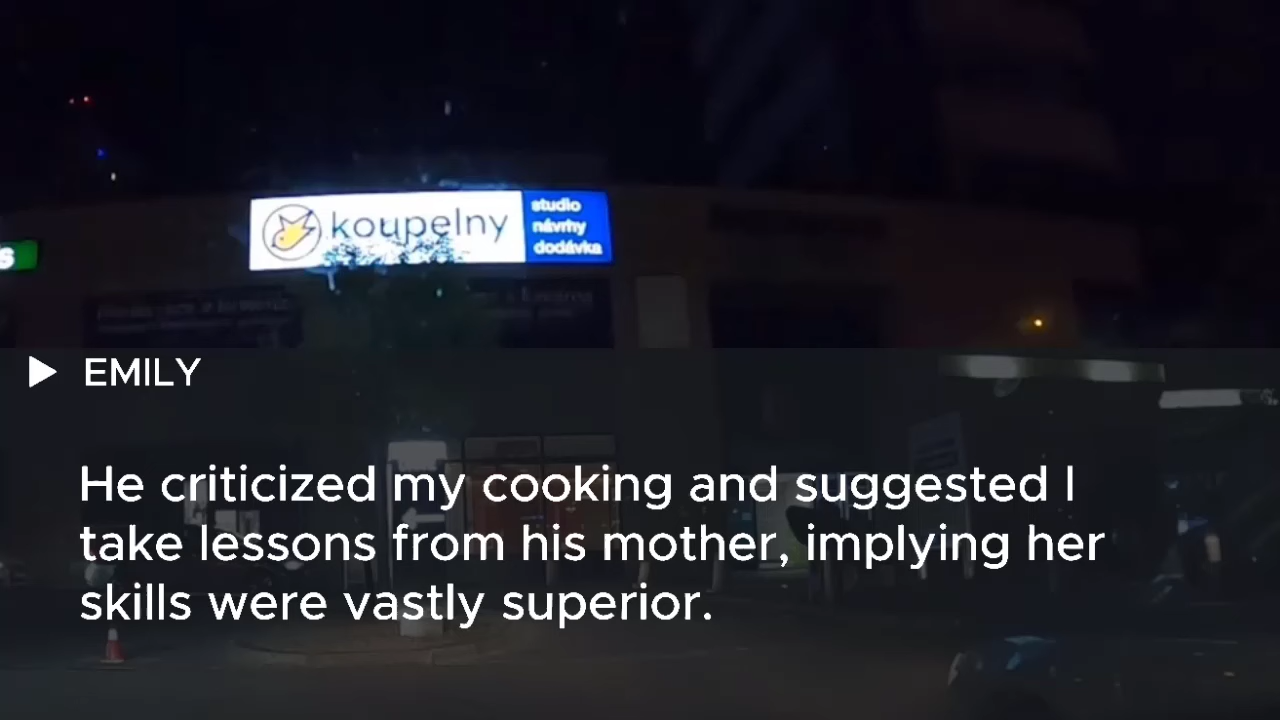 koupelny
studio
návrhy
dodávka
S
EMILY
He criticized my cooking and suggested I
take lessons from his mother, implying her
skills were vastly superior.